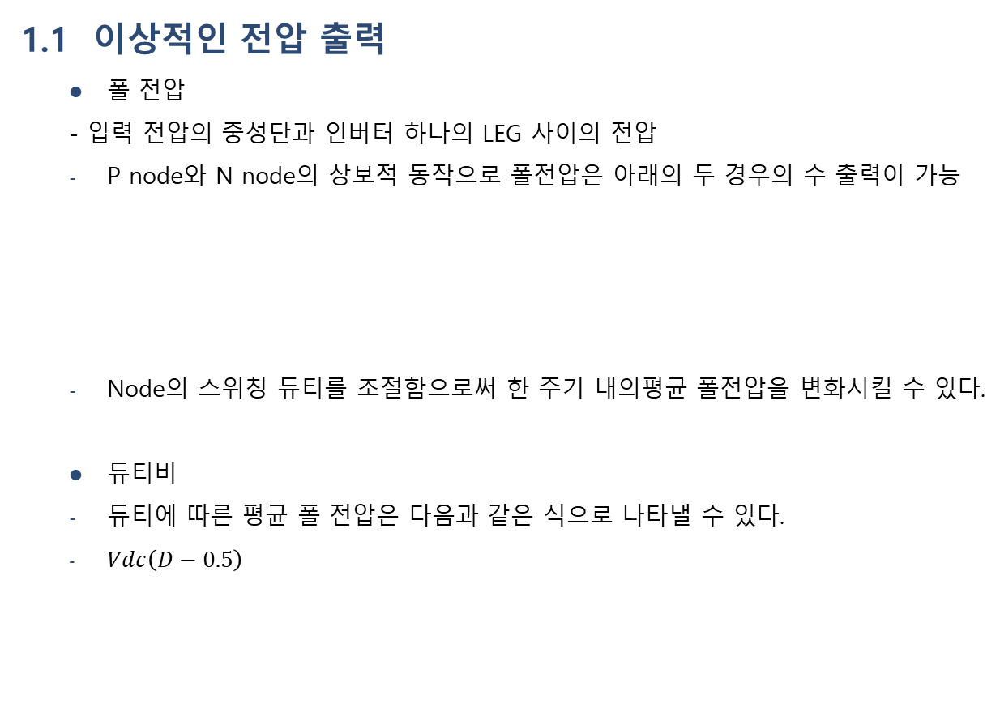 1.1 이상적인 전압 출력
● 폴 전압
- 입력 전압의 중성단과 인버터 하나의 LEG 사이의 전압
- P node와 N node의 상보적 동작으로 폴전압은 아래의 두 경우의 수 출력이 가능
- Node의 스위칭 듀티를 조절함으로써 한 주기 내의평균 폴전압을 변화시킬 수 있다.
● 듀티비
- 듀티에 따른 평균 폴 전압은 다음과 같은 식으로 나타낼 수 있다.
- Vdc(D − 0.5)